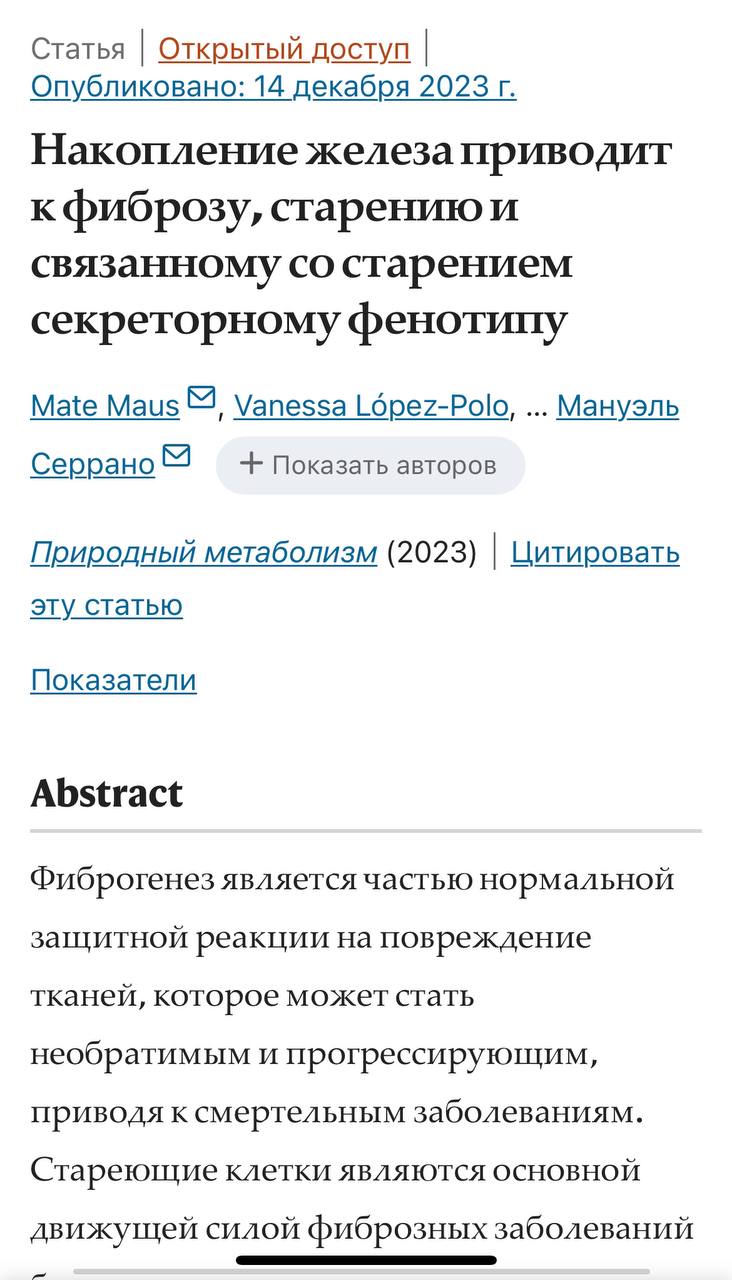 Статья | Открытый доступ |
Опубликовано: 14 декабря 2023 г.
Накопление железа приводит
к фиброзу, старению и
связанному со старением
секреторному фенотипу
Mate Maus, Vanessa López-Polo, ... Мануэль
Серрано + Показать авторов
Природный метаболизм (2023) | Цитировать
эту статью
Показатели
Abstract
Фиброгенез является частью нормальной
защитной реакции на повреждение
тканей, которое может стать
необратимым и прогрессирующим,
приводя к смертельным заболеваниям.
Стареющие клетки являются основной
движущей силой фиброзных заболеваний